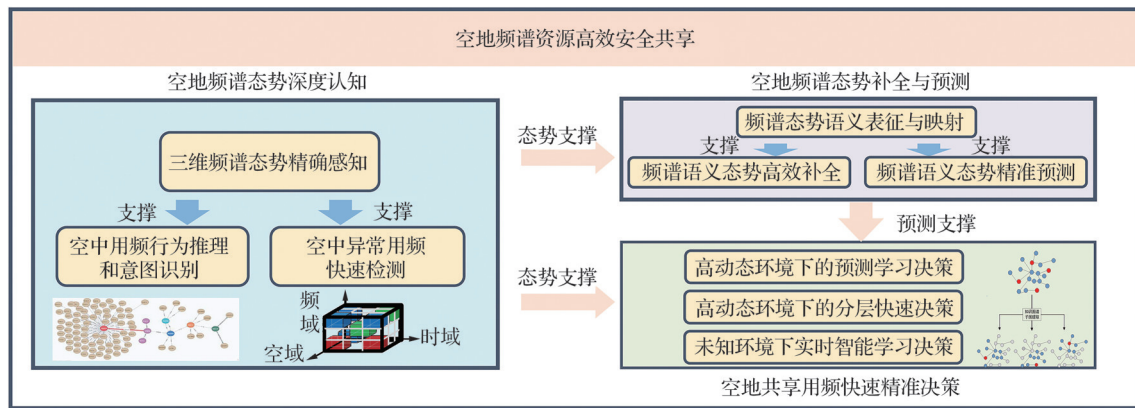 空地频谱资源高效安全共享
空地频谱态势深度认知
三维频谱态势精确感知
支撑
支撑
空中用频行为推理
和意图识别
空中异常用频
快速检测
频
域
空域
时域
态势支撑
态势支撑
空地频谱态势补全与预测
频谱态势语义表征与映射
支撑
支撑
频谱语义态势高效补全
频谱语义态势精准预测
预测支撑
高动态环境下的预测学习决策
高动态环境下的分层快速决策
未知环境下实时智能学习决策
空地共享用频快速精准决策